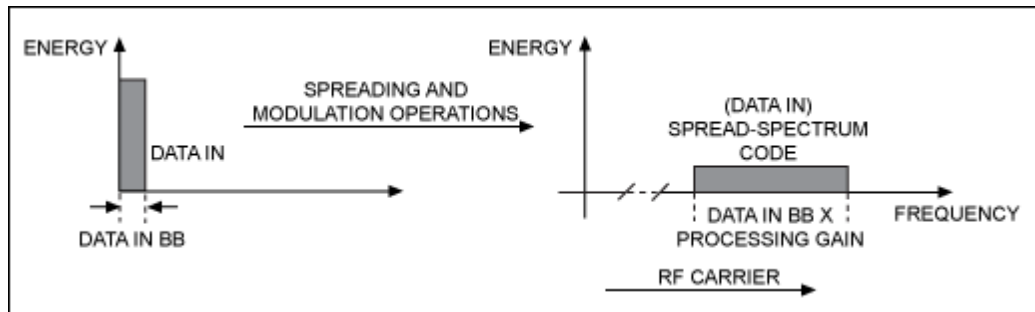 ENERGY
SPREADING AND
MODULATION OPERATIONS
DATA IN
DATA IN BB
ENERGY
(DATA IN)
SPREAD-SPECTRUM
CODE
FREQUENCY
DATA IN BB X
PROCESSING GAIN
RF CARRIER